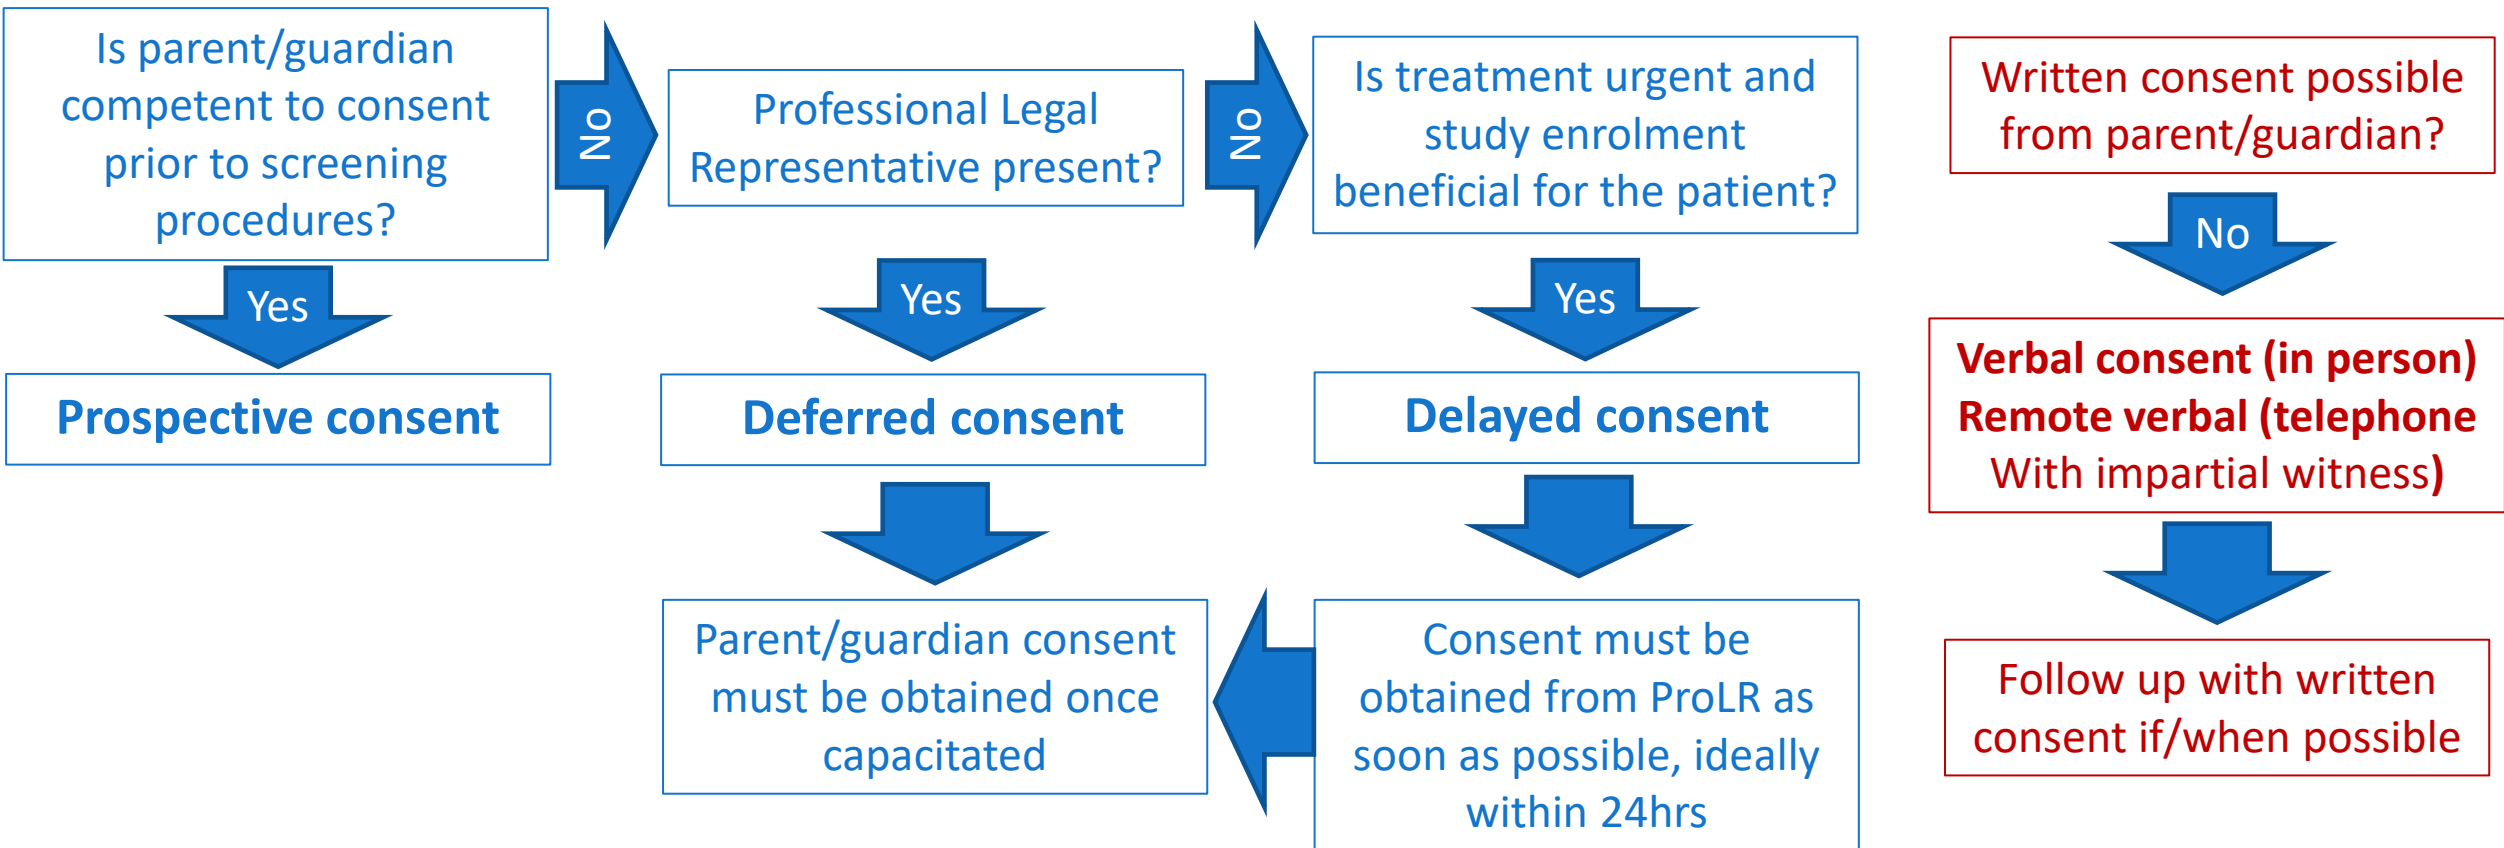 Is parent/guardian
competent to consent
prior to screening
procedures?
No
Professional Legal
Representative present?
No
Is treatment urgent and
study enrolment
beneficial for the patient?
Written consent possible
from parent/guardian?
Yes
Yes
Yes
No
Prospective consent
Deferred consent
Delayed consent
Verbal consent (in person)
Remote verbal (telephone
With impartial witness)
Parent/guardian consent
must be obtained once
capacitated
Consent must be
obtained from ProLR as
soon as possible, ideally
within 24hrs
Follow up with written
consent if/when possible